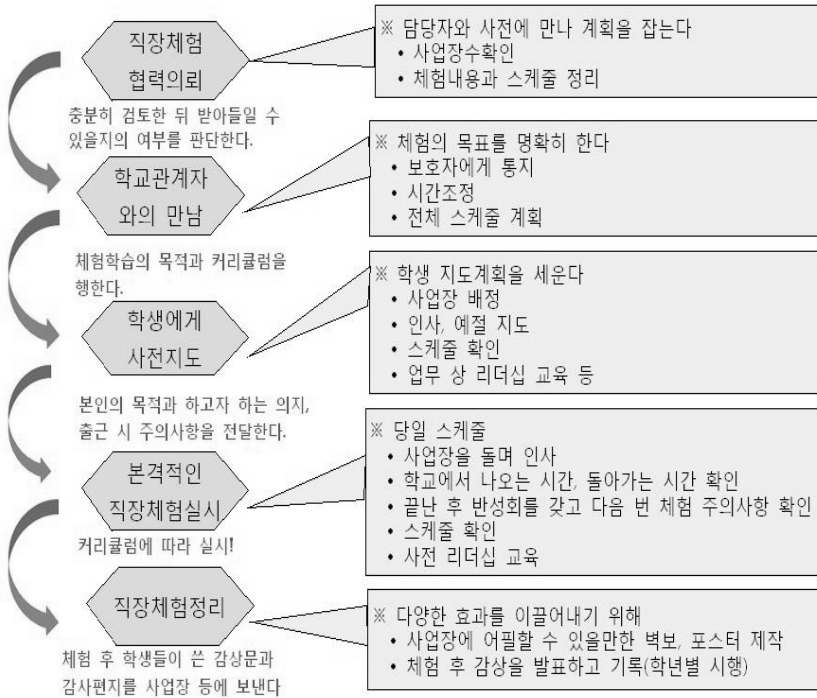 직장체험
협력의뢰
※ 담당자와 사전에 만나 계획을 잡는다
• 사업장수확인
• 체험내용과 스케줄 정리
충분히 검토한 뒤 받아들일 수
있을지의 여부를 판단한다.
학교관계자
와의 만남
※ 체험의 목표를 명확히 한다
• 보호자에게 통지
• 시간조정
• 전체 스케줄 계획
체험학습의 목적과 커리큘럼을
행한다.
학생에게
사전지도
※ 학생 지도계획을 세운다
• 사업장 배정
• 인사, 예절 지도
• 스케줄 확인
• 업무 상 리더십 교육 등
본인의 목적과 하고자 하는 의지,
출근 시 주의사항을 전달한다.
본격적인
직장체험실시
※ 당일 스케줄
• 사업장을 돌며 인사
• 학교에서 나오는 시간, 돌아가는 시간 확인
• 끝난 후 반성회를 갖고 다음 번 체험 주의사항 확인
• 스케줄 확인
• 사전 리더십 교육
커리큘럼에 따라 실시!
직장체험정리
※ 다양한 효과를 이끌어내기 위해
• 사업장에 어필할 수 있을만한 벽보, 포스터 제작
• 체험 후 감상을 발표하고 기록(학년별 시행)
체험 후 학생들이 쓴 감상문과
감사편지를 사업장 등에 보낸다